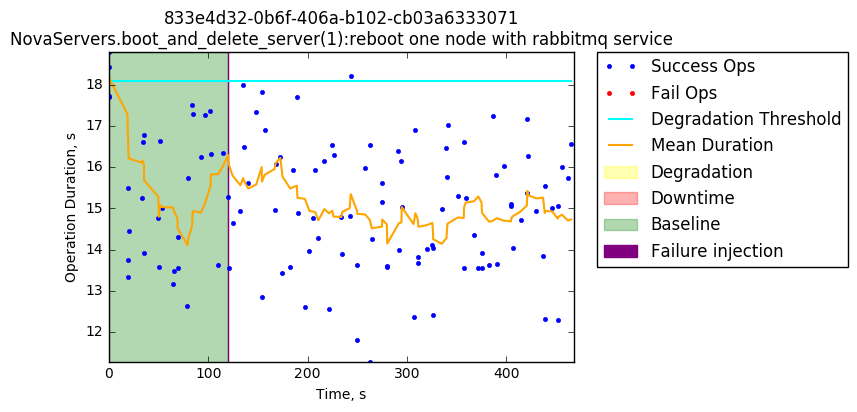 833e4d32-0b6f-406a-b102-cb03a6333071
NovaServers.boot_and_delete_server(1):reboot one node with rabbitmq service
Operation Duration, s
18
17
16
15
14
13
12
0 100 200 300 400
Time, s
Success Ops
Fail Ops
Degradation Threshold
Mean Duration
Degradation
Downtime
Baseline
Failure injection